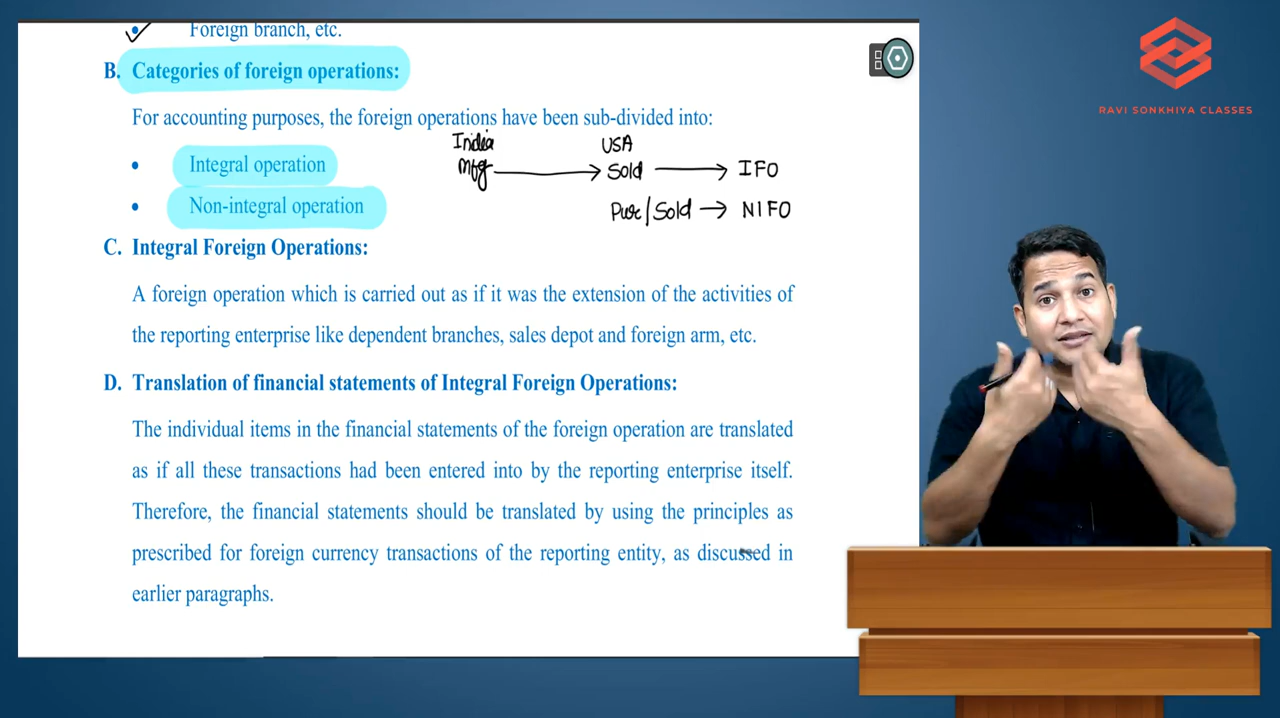 Foreign branch, etc.
B. Categories of foreign operations:
For accounting purposes, the foreign operations have been sub-divided into:
India USA
• Integral operation Mfg Sold IFO
• Non-integral operation Pur/Sold NIFO
C. Integral Foreign Operations:
A foreign operation which is carried out as if it was the extension of the activities of
the reporting enterprise like dependent branches, sales depot and foreign arm, etc.
D. Translation of financial statements of Integral Foreign Operations:
The individual items in the financial statements of the foreign operation are translated
as if all these transactions had been entered into by the reporting enterprise itself.
Therefore, the financial statements should be translated by using the principles as
prescribed for foreign currency transactions of the reporting entity, as discussed in
earlier paragraphs.
RAVI SONKHIYA CLASSES